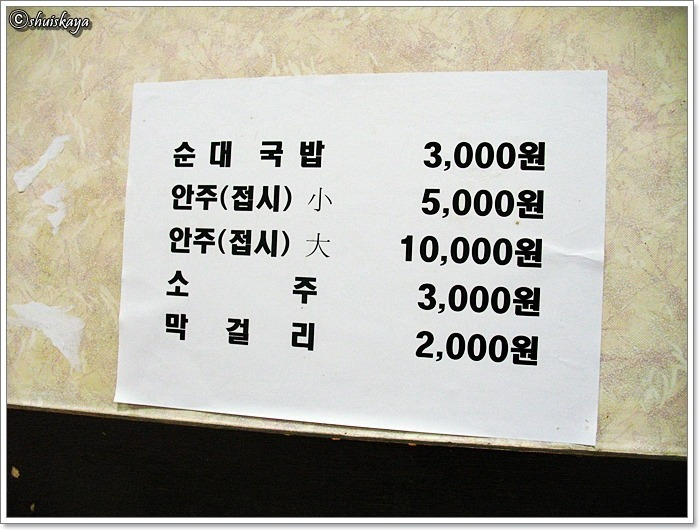 ©shuiskaya
순대 국밥 3,000원
안주(접시) 小 5,000원
안주(접시) 大 10,000원
소 주 3,000원
막 걸 리 2,000원